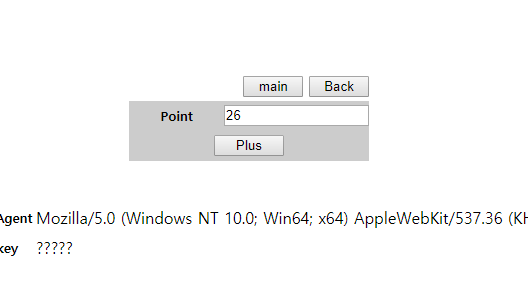 main Back
Point 26
Plus
Agent Mozilla/5.0 (Windows NT 10.0; Win64; x64) AppleWebKit/537.36 (KH
key ?????